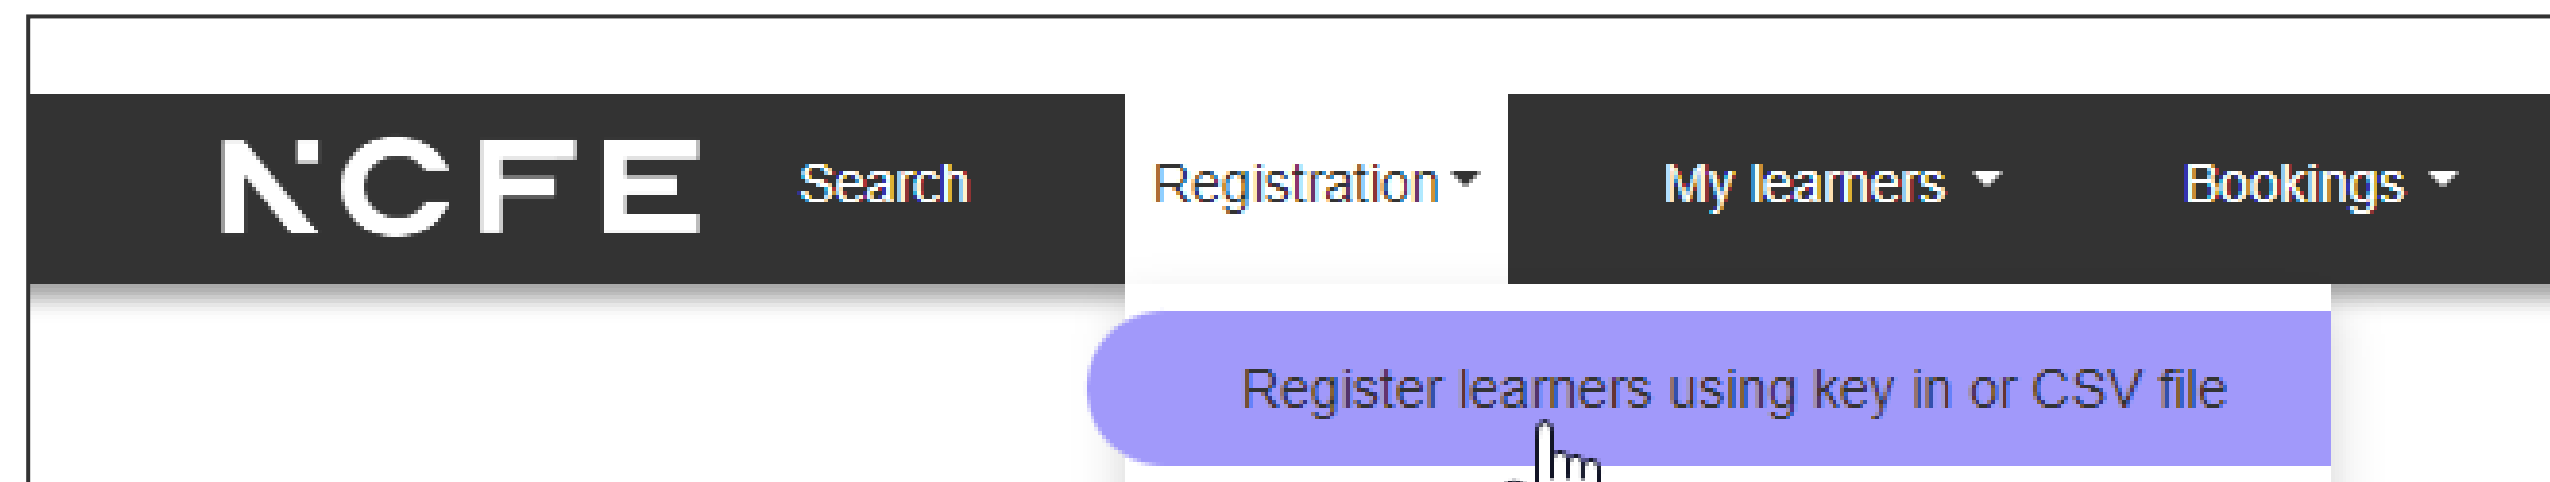 NCFE Search Registration My learners Bookings
Register learners using key in or CSV file